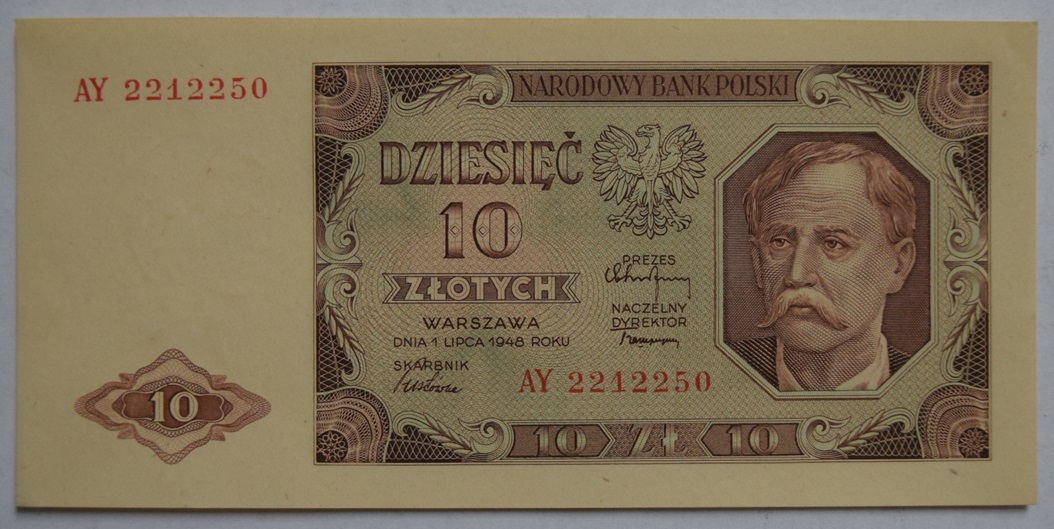 AY 2212250
NARODOWY BANK POLSKI
DZIESIĘĆ
10
ZŁOTYCH
WARSZAWA
DNIA 1 LIPCA 1948 ROKU
SKARBNIK
PREZES
NACZELNY
DYREKTOR
AY 2212250
10
10 ZŁ 10